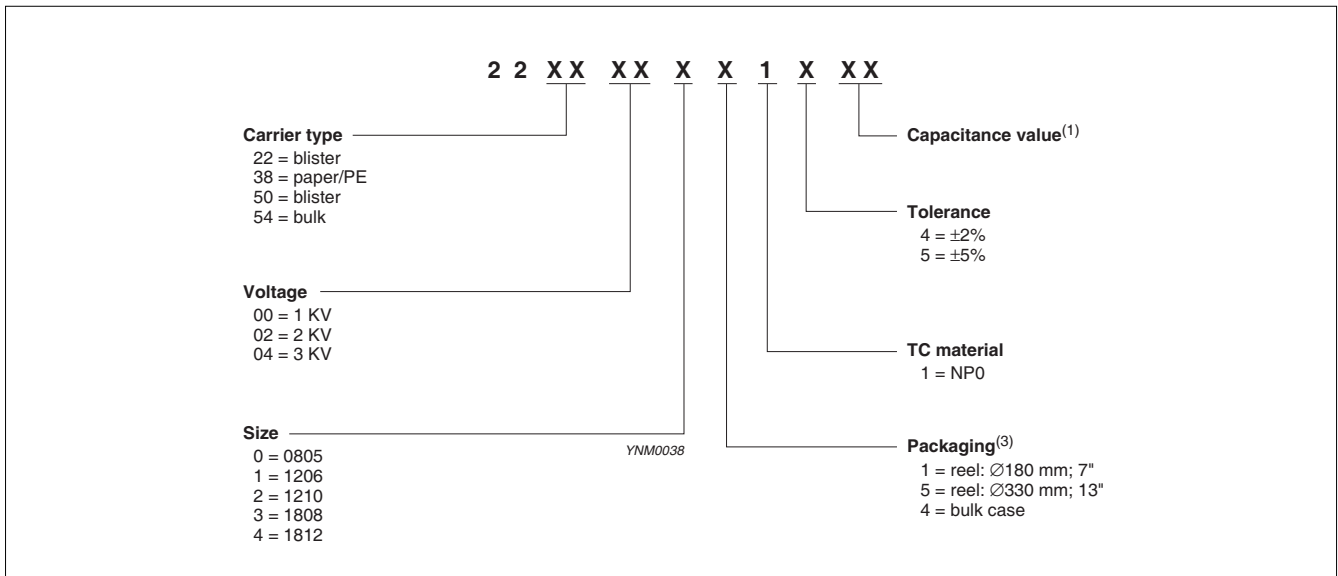 2 2 X X X X X X 1 X X X
Carrier type
22 = blister
38 = paper/PE
50 = blister
54 = bulk
Voltage
00 = 1 KV
02 = 2 KV
04 = 3 KV
Size
0 = 0805
1 = 1206
2 = 1210
3 = 1808
4 = 1812
YNM0038
Capacitance value(1)
Tolerance
4 = ±2%
5 = ±5%
TC material
1 = NP0
Packaging(3)
1 = reel: ∅180 mm; 7"
5 = reel: ∅330 mm; 13"
4 = bulk case